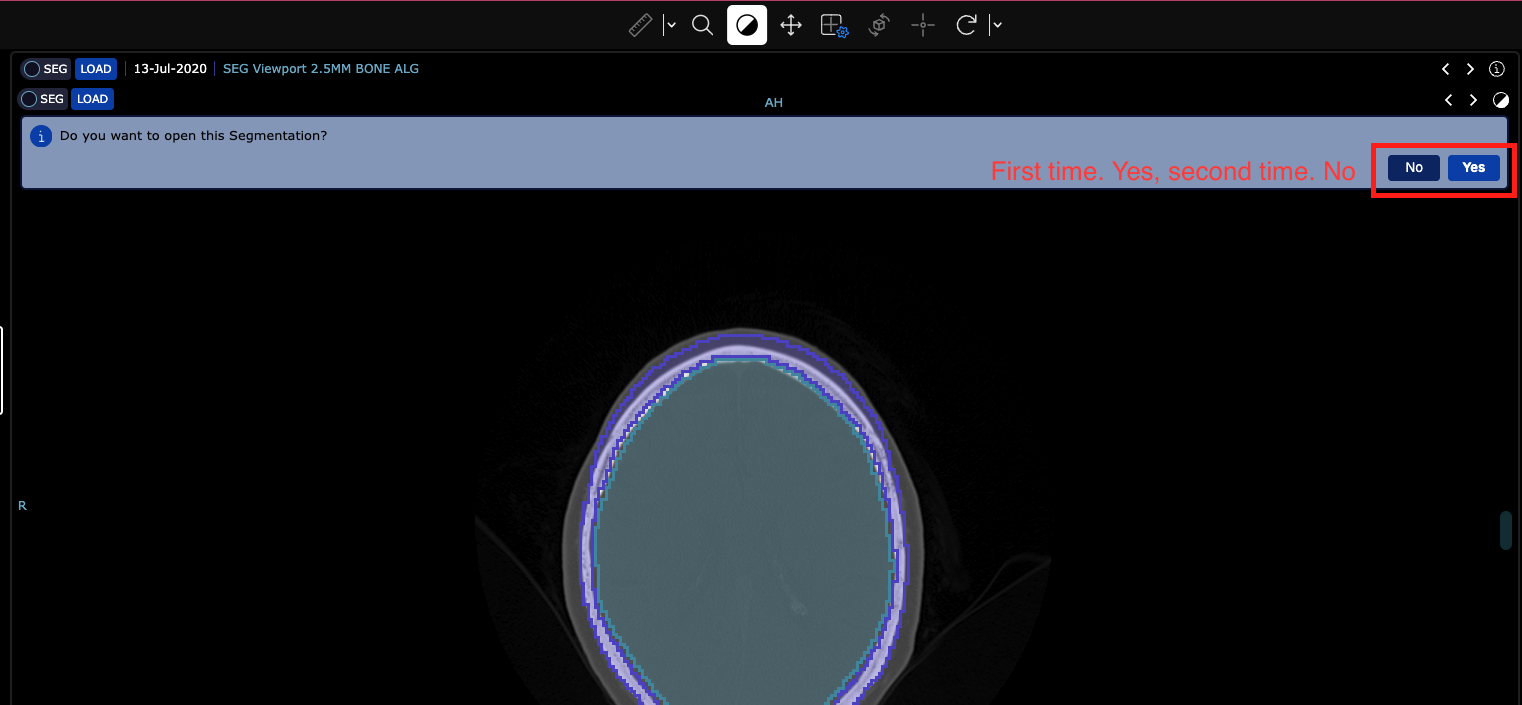 SEG LOAD 13-Jul-2020 SEG Viewport 2.5MM BONE ALG
SEG LOAD
AH
Do you want to open this Segmentation?
First time. Yes, second time. No
No Yes
R